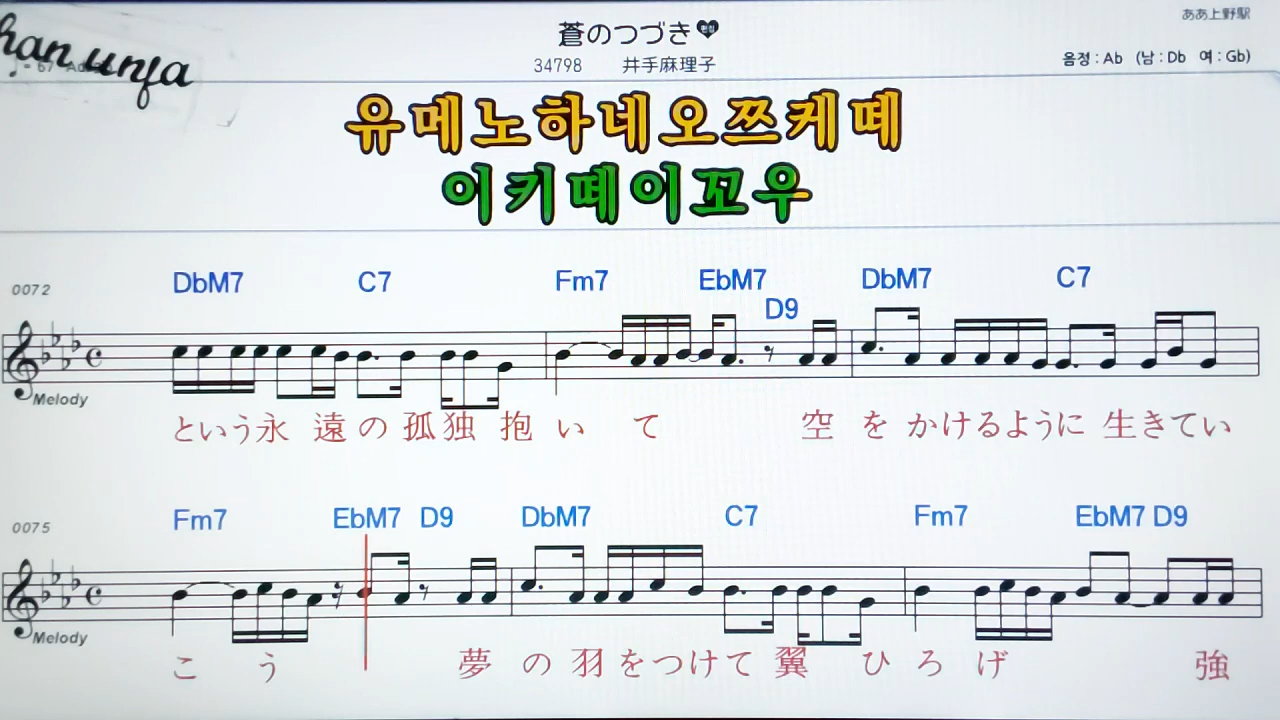 ああ上野駅
han unja
蒼のつづき
34798 井手麻理子
음정 : Ab (남 : Db 여 : Gb)
유메노하네오쯔케떼
이키떼이꼬우
0072 DbM7 C7 Fm7 EbM7 D9 DbM7 C7
Melody
という永遠の孤独抱いて 空をかけるように生きてい
0075 Fm7 EbM7 D9 DbM7 C7 Fm7 EbM7 D9
Melody
こう 夢の羽をつけて翼ひろげ 強